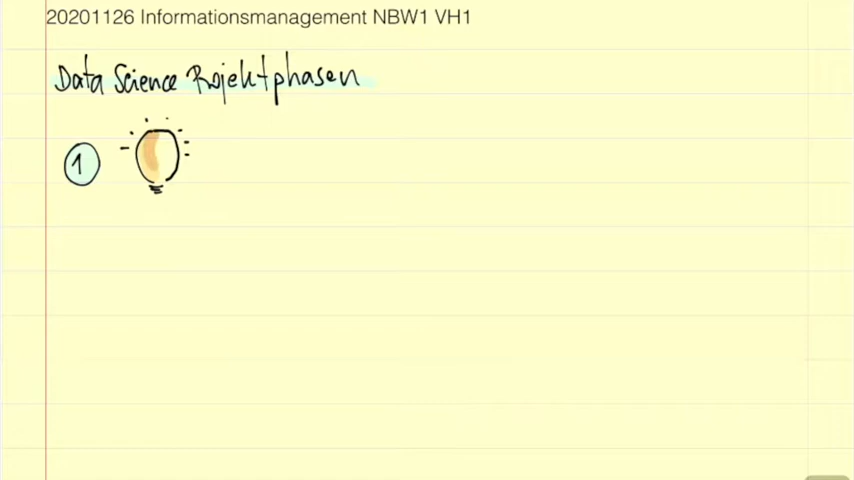 20201126 Informationsmanagement NBW1 VH1
Data Science Projektphasen
1